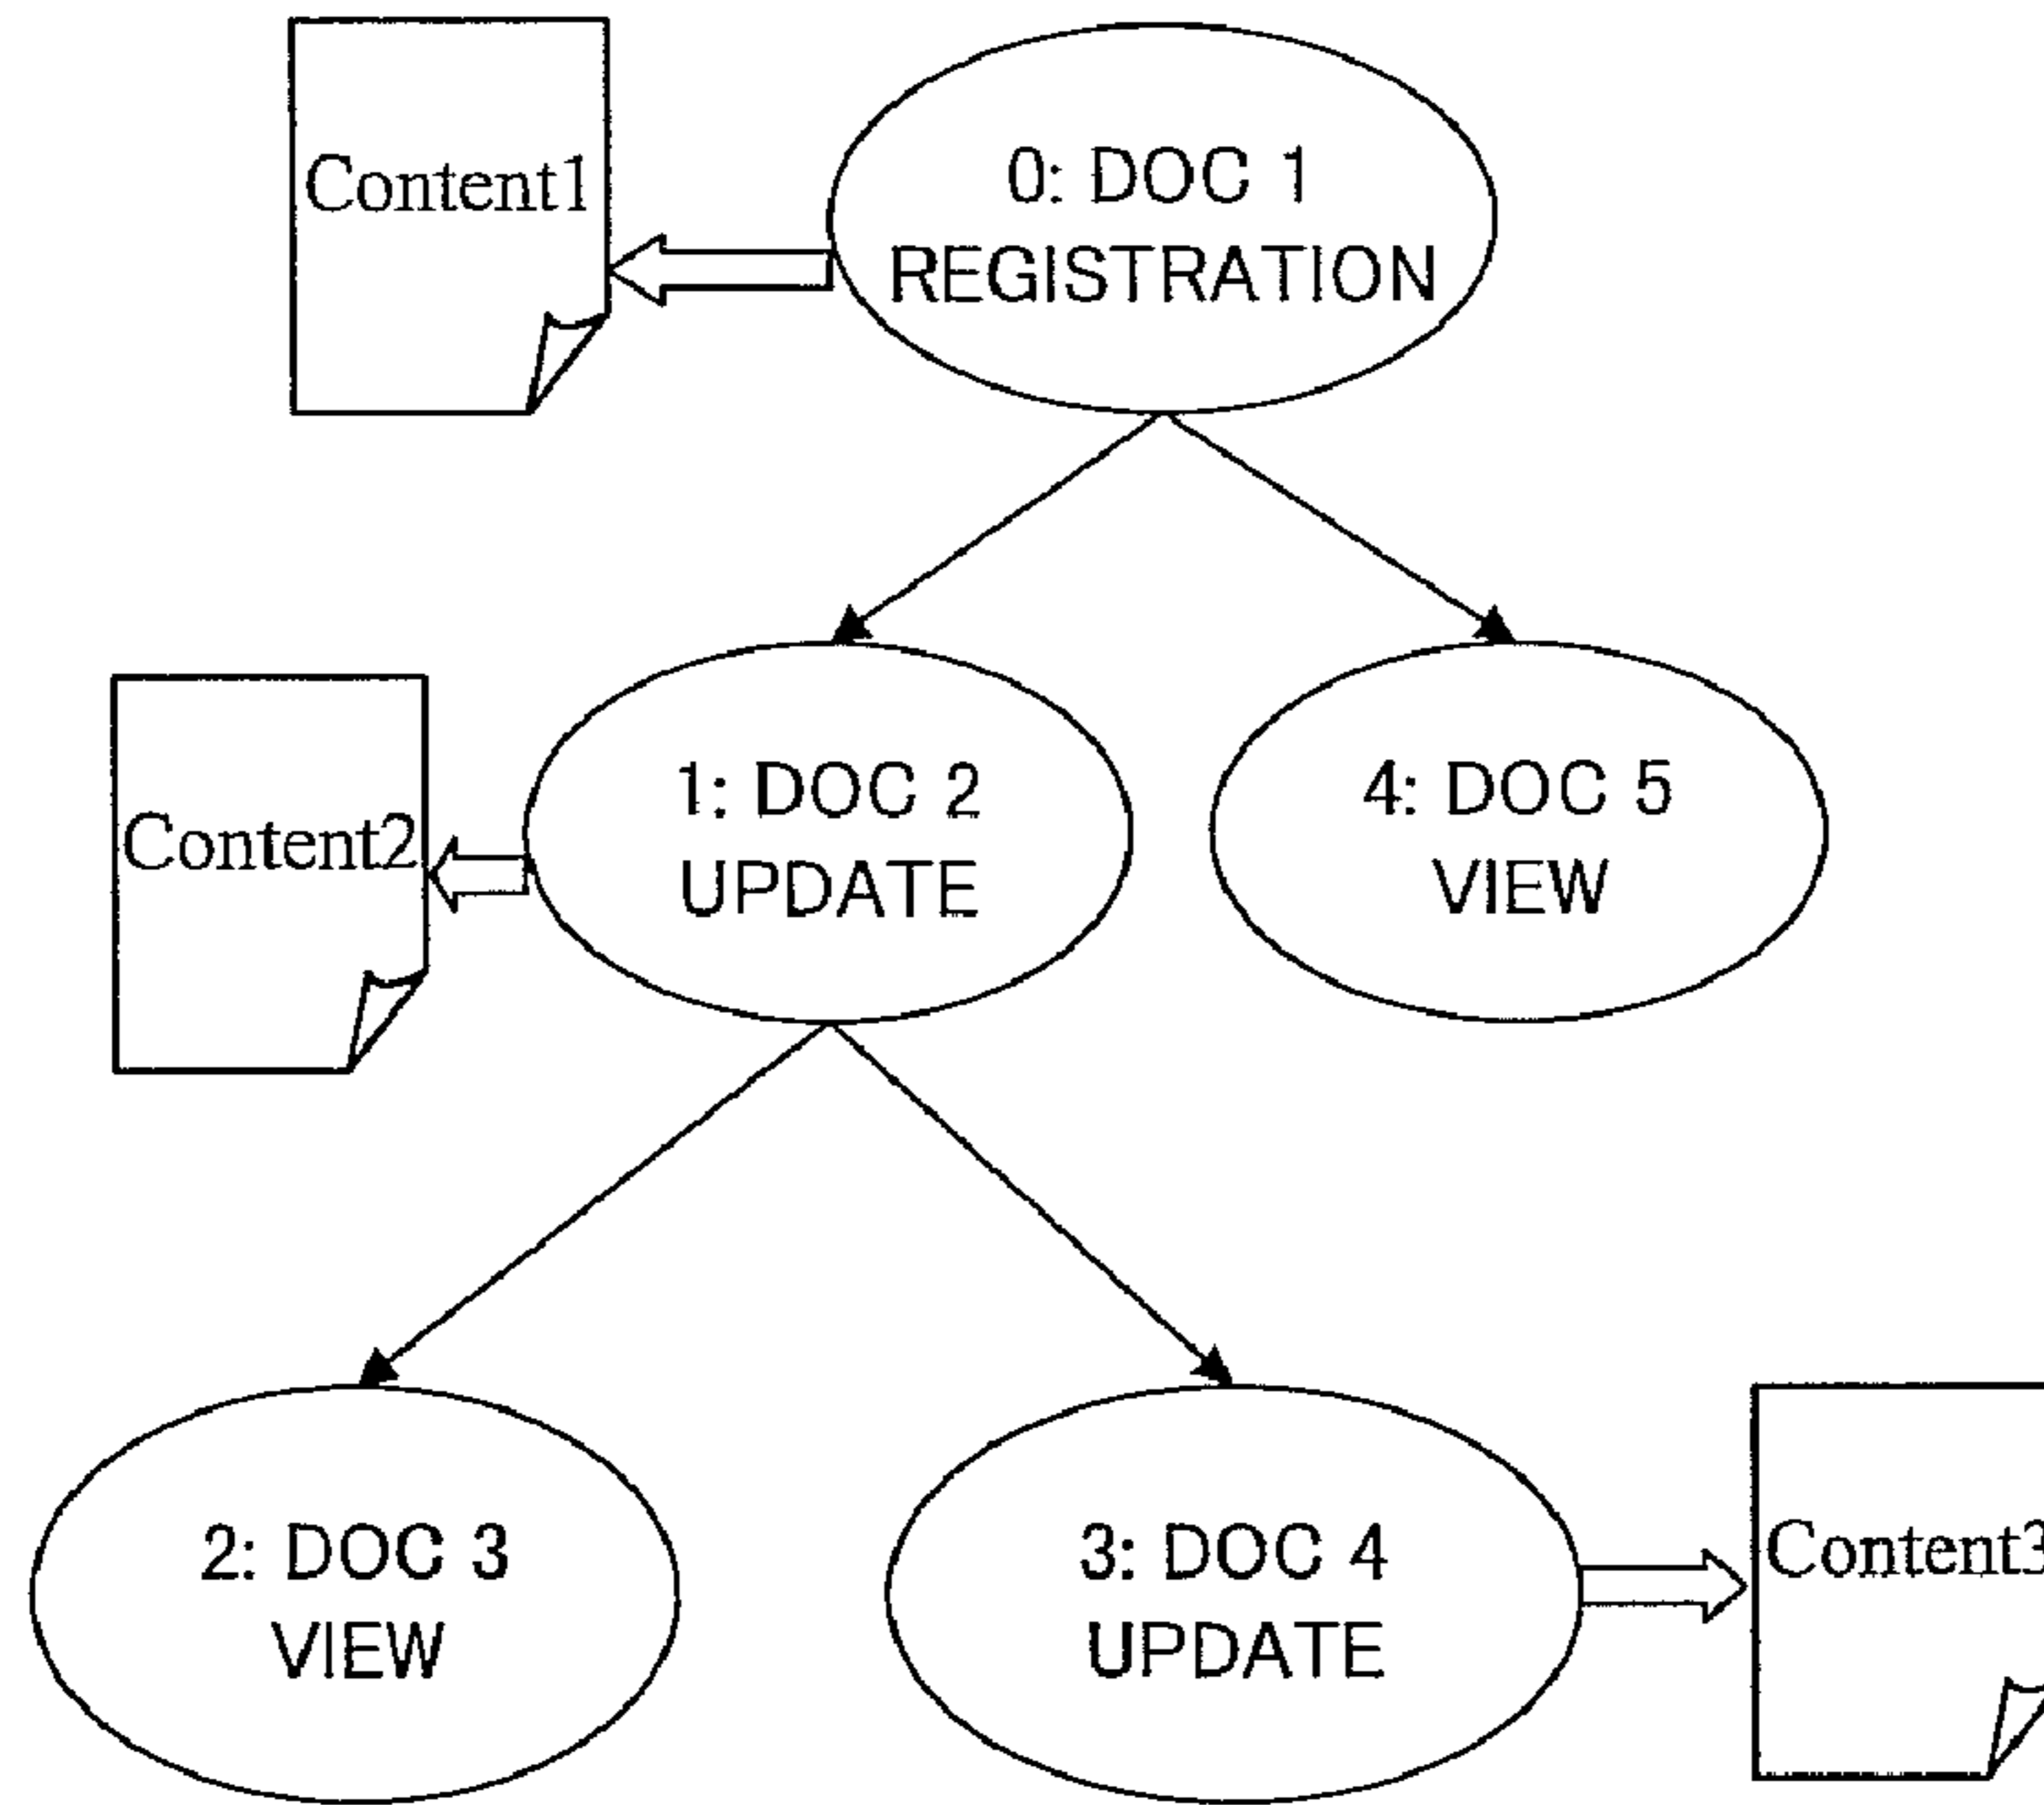 Content1
0: DOC 1
REGISTRATION
Content2
1: DOC 2
UPDATE
4: DOC 5
VIEW
2: DOC 3
VIEW
3: DOC 4
UPDATE
Content3